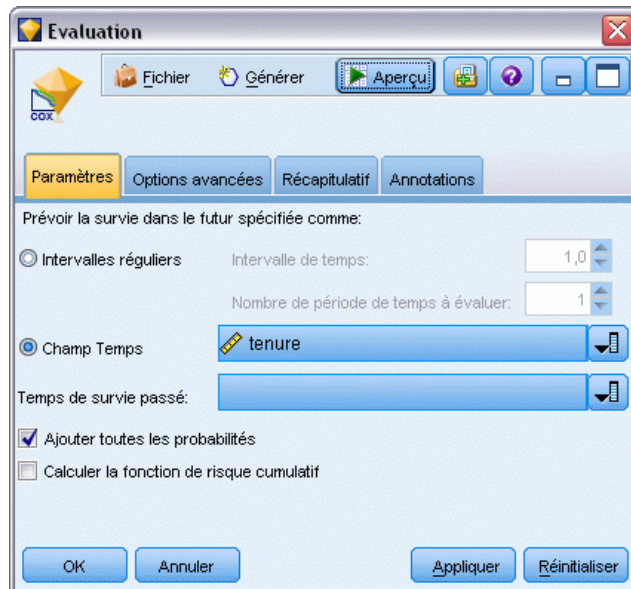 Evaluation
COX
Fichier Générer Aperçu
Paramètres Options avancées Récapitulatif Annotations
Prévoir la survie dans le futur spécifiée comme:
Intervalles réguliers Intervalle de temps: 1,0
Nombre de période de temps à évaluer: 1
Champ Temps tenure
Temps de survie passé:
Ajouter toutes les probabilités
Calculer la fonction de risque cumulatif
OK Annuler Appliquer Réinitialiser